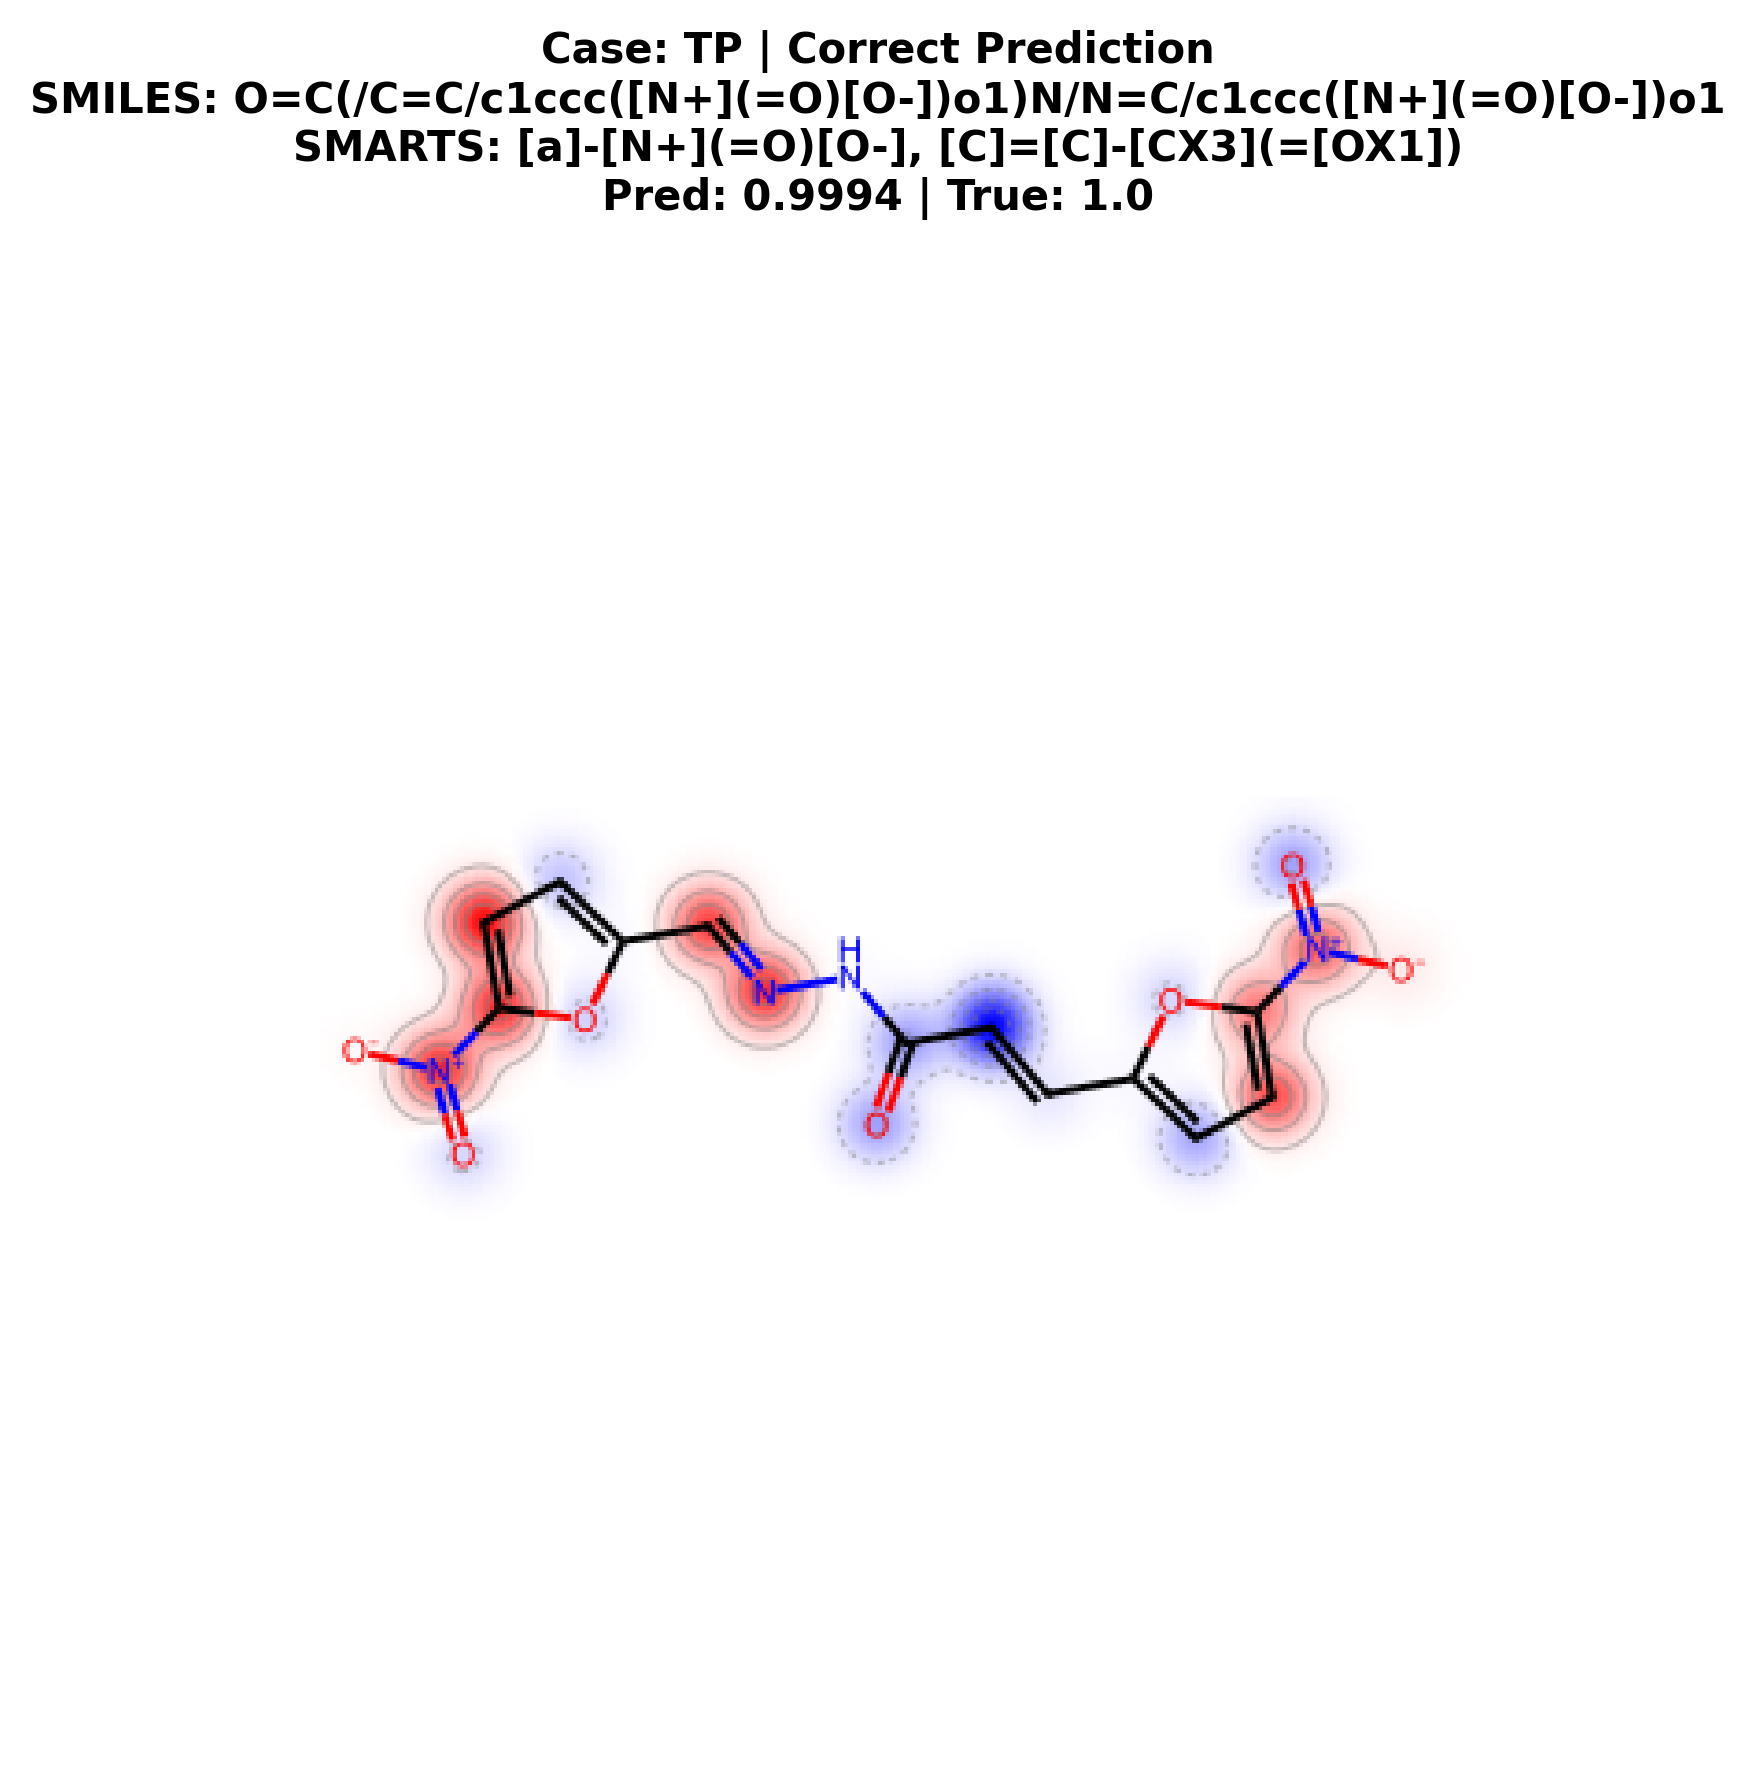 Case: TP | Correct Prediction
SMILES: O=C(/C=C/c1ccc([N+](=O)[O-])o1)N/N=C/c1ccc([N+](=O)[O-])o1
SMARTS: [a]-[N+](=O)[O-], [C]=[C]-[CX3](=[OX1])
Pred: 0.9994 | True: 1.0
O
H
N
N⁺
O⁻
O
N
O
O⁻
N⁺
O
O
O